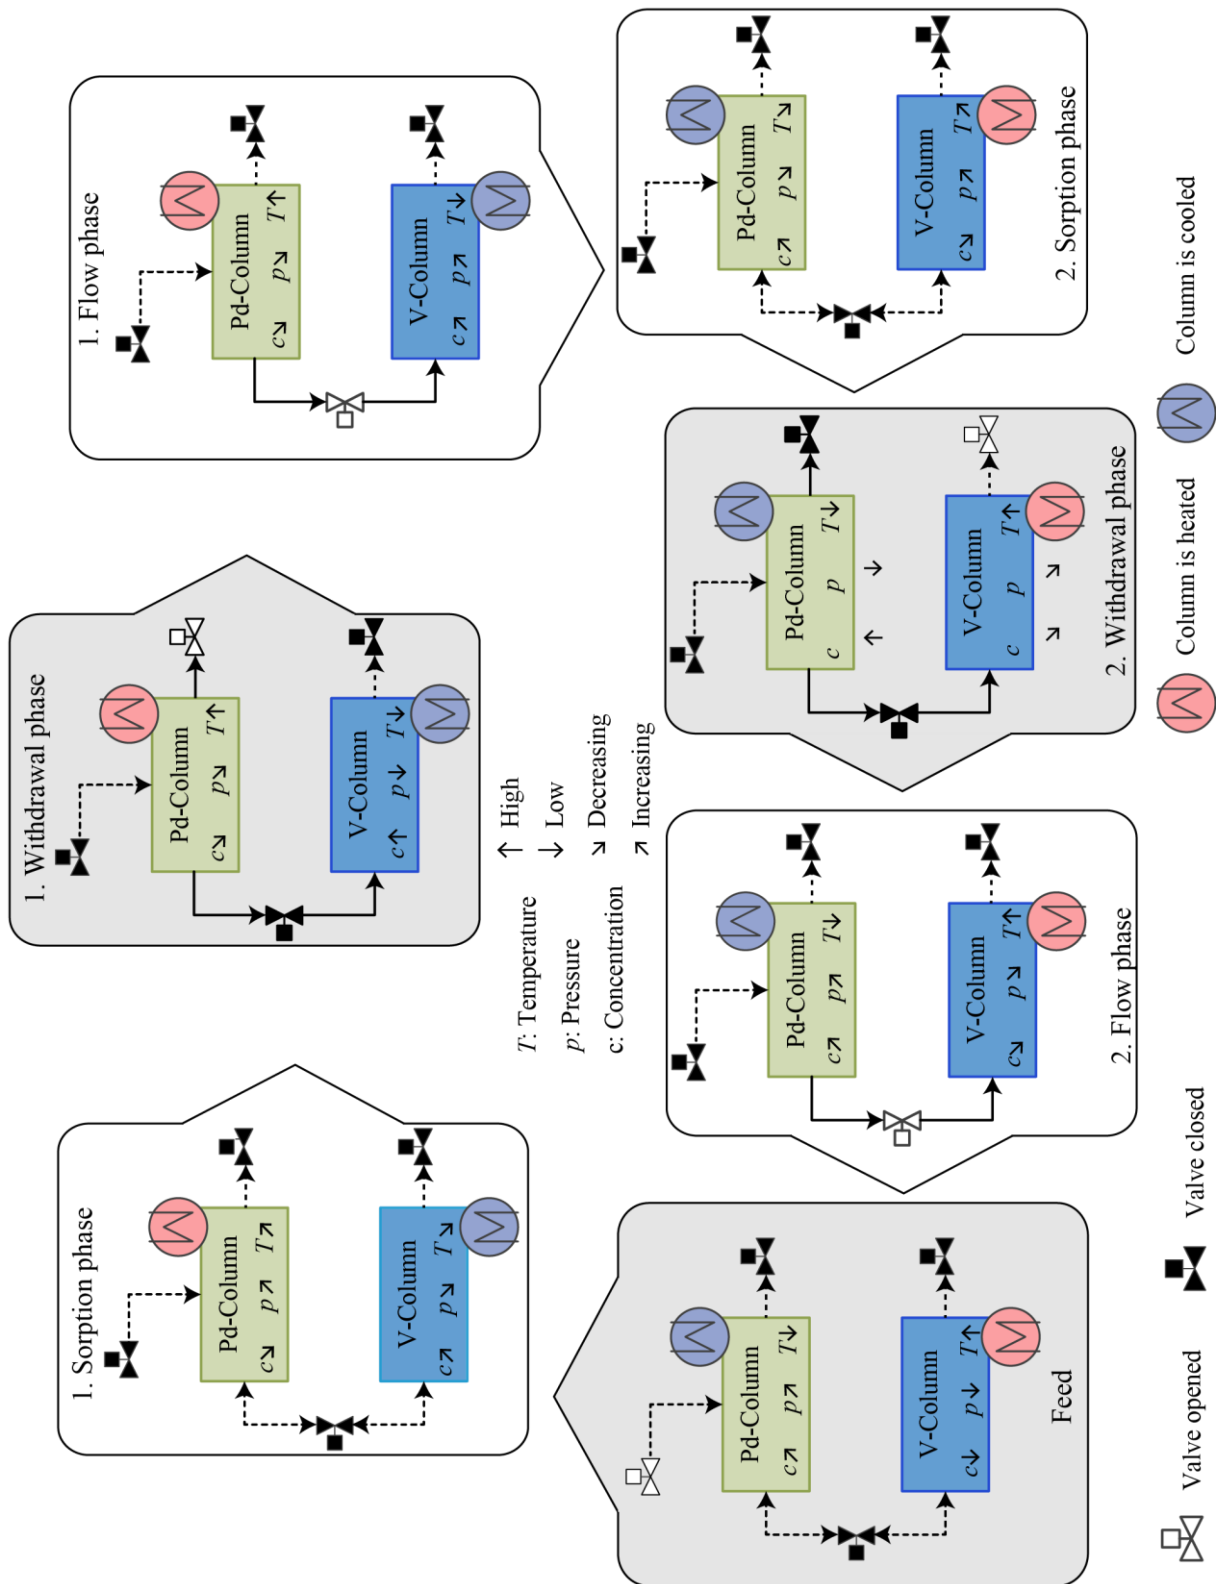 1. Sorption phase
Pd-Column
c↘ p↗ T↗
V-Column
c↗ p↘ T↘
1. Withdrawal phase
Pd-Column
c↘ p↘ T↑
V-Column
c↑ p↓ T↓
1. Flow phase
Pd-Column
c↘ p↘ T↑
V-Column
c↗ p↗ T↓
T: Temperature
p: Pressure
c: Concentration
↑ High
↓ Low
↘ Decreasing
↗ Increasing
Pd-Column
c↗ p↗ T↓
V-Column
c↓ p↓ T↑
Feed
Pd-Column
c↗ p↗ T↓
V-Column
c↘ p↘ T↑
2. Flow phase
Pd-Column
c p T↓
↑ ↓
V-Column
c p T↑
↘ ↘
2. Withdrawal phase
Pd-Column
c↗ p↘ T↘
V-Column
c↘ p↗ T↗
2. Sorption phase
Valve opened
Valve closed
Column is heated
Column is cooled